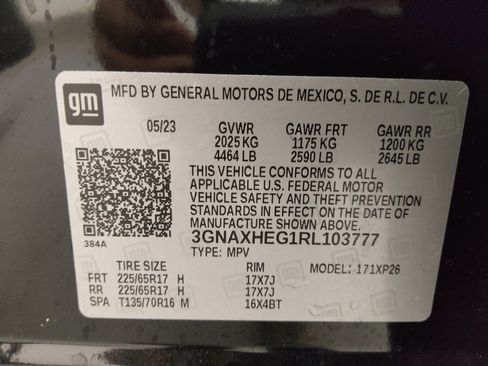 gm
MFD BY GENERAL MOTORS DE MEXICO, S. DE R.L. DE C.V.
05/23 GVWR GAWR FRT GAWR RR
2025 KG 1175 KG 1200 KG
4464 LB 2590 LB 2645 LB
THIS VEHICLE CONFORMS TO ALL
APPLICABLE U.S. FEDERAL MOTOR
VEHICLE SAFETY AND THEFT PREVENTION
STANDARDS IN EFFECT ON THE DATE OF
MANUFACTURE SHOWN ABOVE.
384A
3GNAXHEG1RL103777
TYPE: MPV
TIRE SIZE RIM MODEL: 171XP26
FRT 225/65R17 H 17X7J
RR 225/65R17 H 17X7J
SPA T135/70R16 M 16X4BT